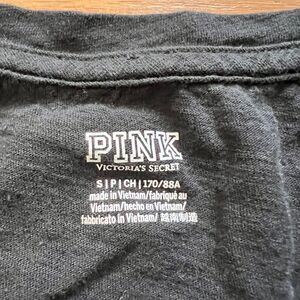 PINK
VICTORIA'S SECRET
S | P | CH | 170/88A
made in Vietnam/fabriqué au
Vietnam/hecho en Vietnam/
fabbricato in Vietnam/ 越南制造